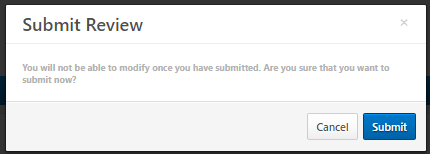 Submit Review
×
You will not be able to modify once you have submitted. Are you sure that you want to
submit now?
Cancel
Submit